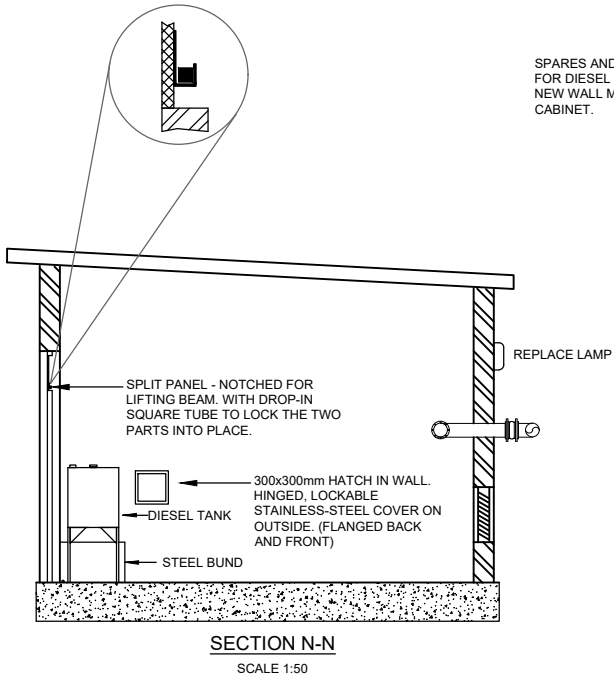 SPARES AND
FOR DIESEL
NEW WALL M
CABINET.
REPLACE LAMP
SPLIT PANEL - NOTCHED FOR
LIFTING BEAM. WITH DROP-IN
SQUARE TUBE TO LOCK THE TWO
PARTS INTO PLACE.
300x300mm HATCH IN WALL.
HINGED, LOCKABLE
STAINLESS-STEEL COVER ON
OUTSIDE. (FLANGED BACK
AND FRONT)
DIESEL TANK
STEEL BUND
SECTION N-N
SCALE 1:50